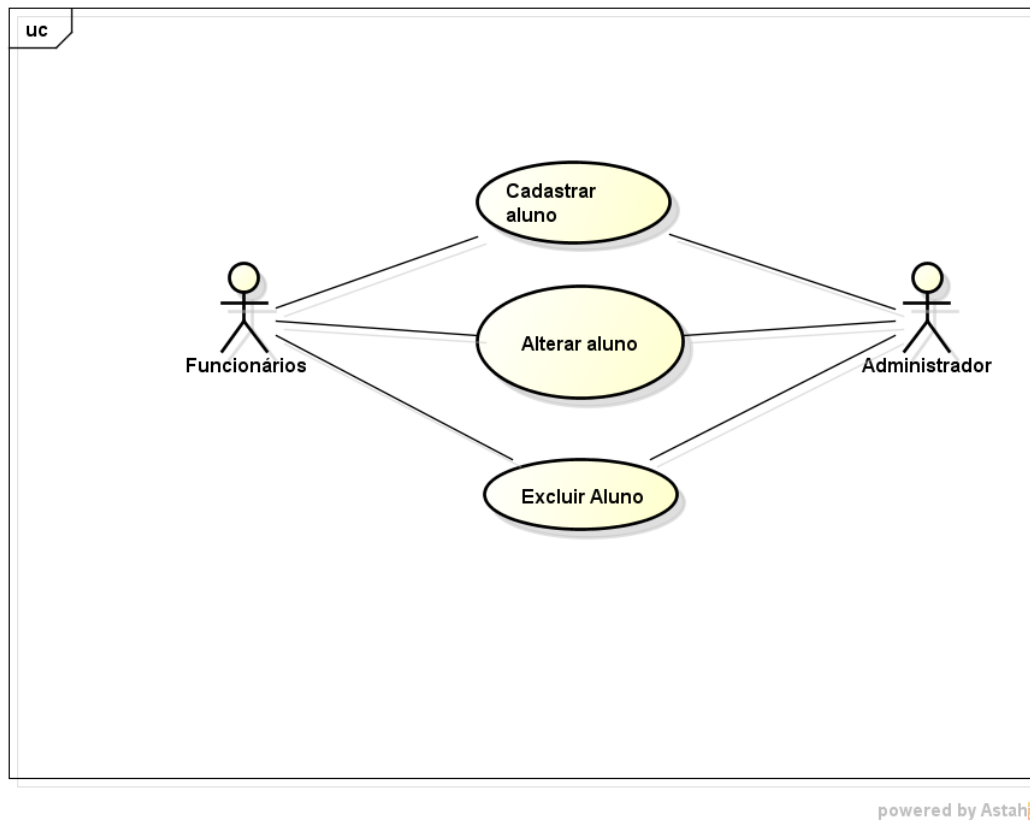 uc
Cadastrar
aluno
Alterar aluno
Funcionários
Administrador
Excluir Aluno
powered by Astah